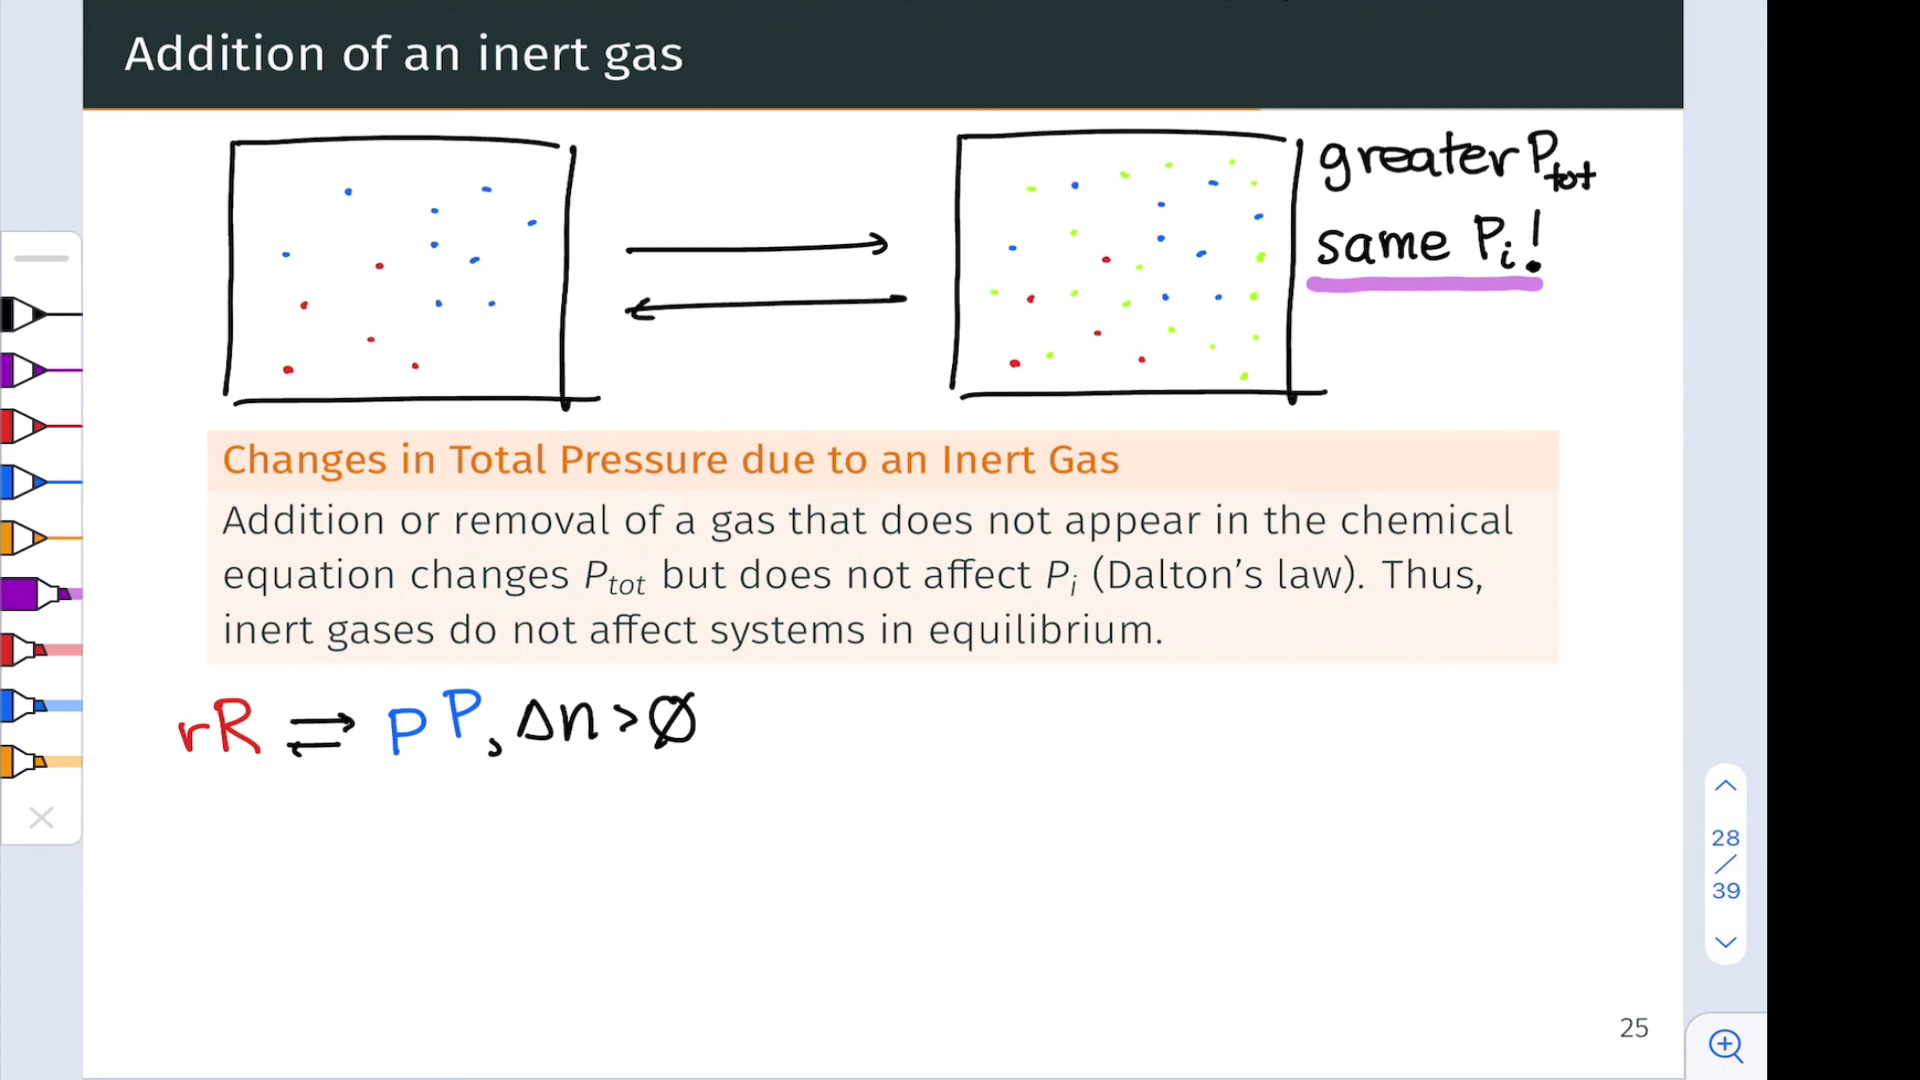 Addition of an inert gas
greater Ptot
same Pi!
Changes in Total Pressure due to an Inert Gas
Addition or removal of a gas that does not appear in the chemical
equation changes Ptot but does not affect Pi (Dalton's law). Thus,
inert gases do not affect systems in equilibrium.
rR ⇌ pP, Δn > Ø
28
/
39
25